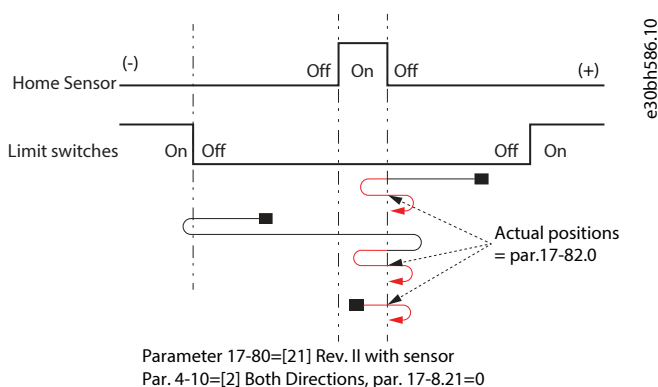 (-)
Off
On
Off
(+)
Home Sensor
Limit switches
On
Off
Off
On
Actual positions
= par.17-82.0
Parameter 17-80=[21] Rev. II with sensor
Par. 4-10=[2] Both Directions, par. 17-8.21=0
e30bh586.10